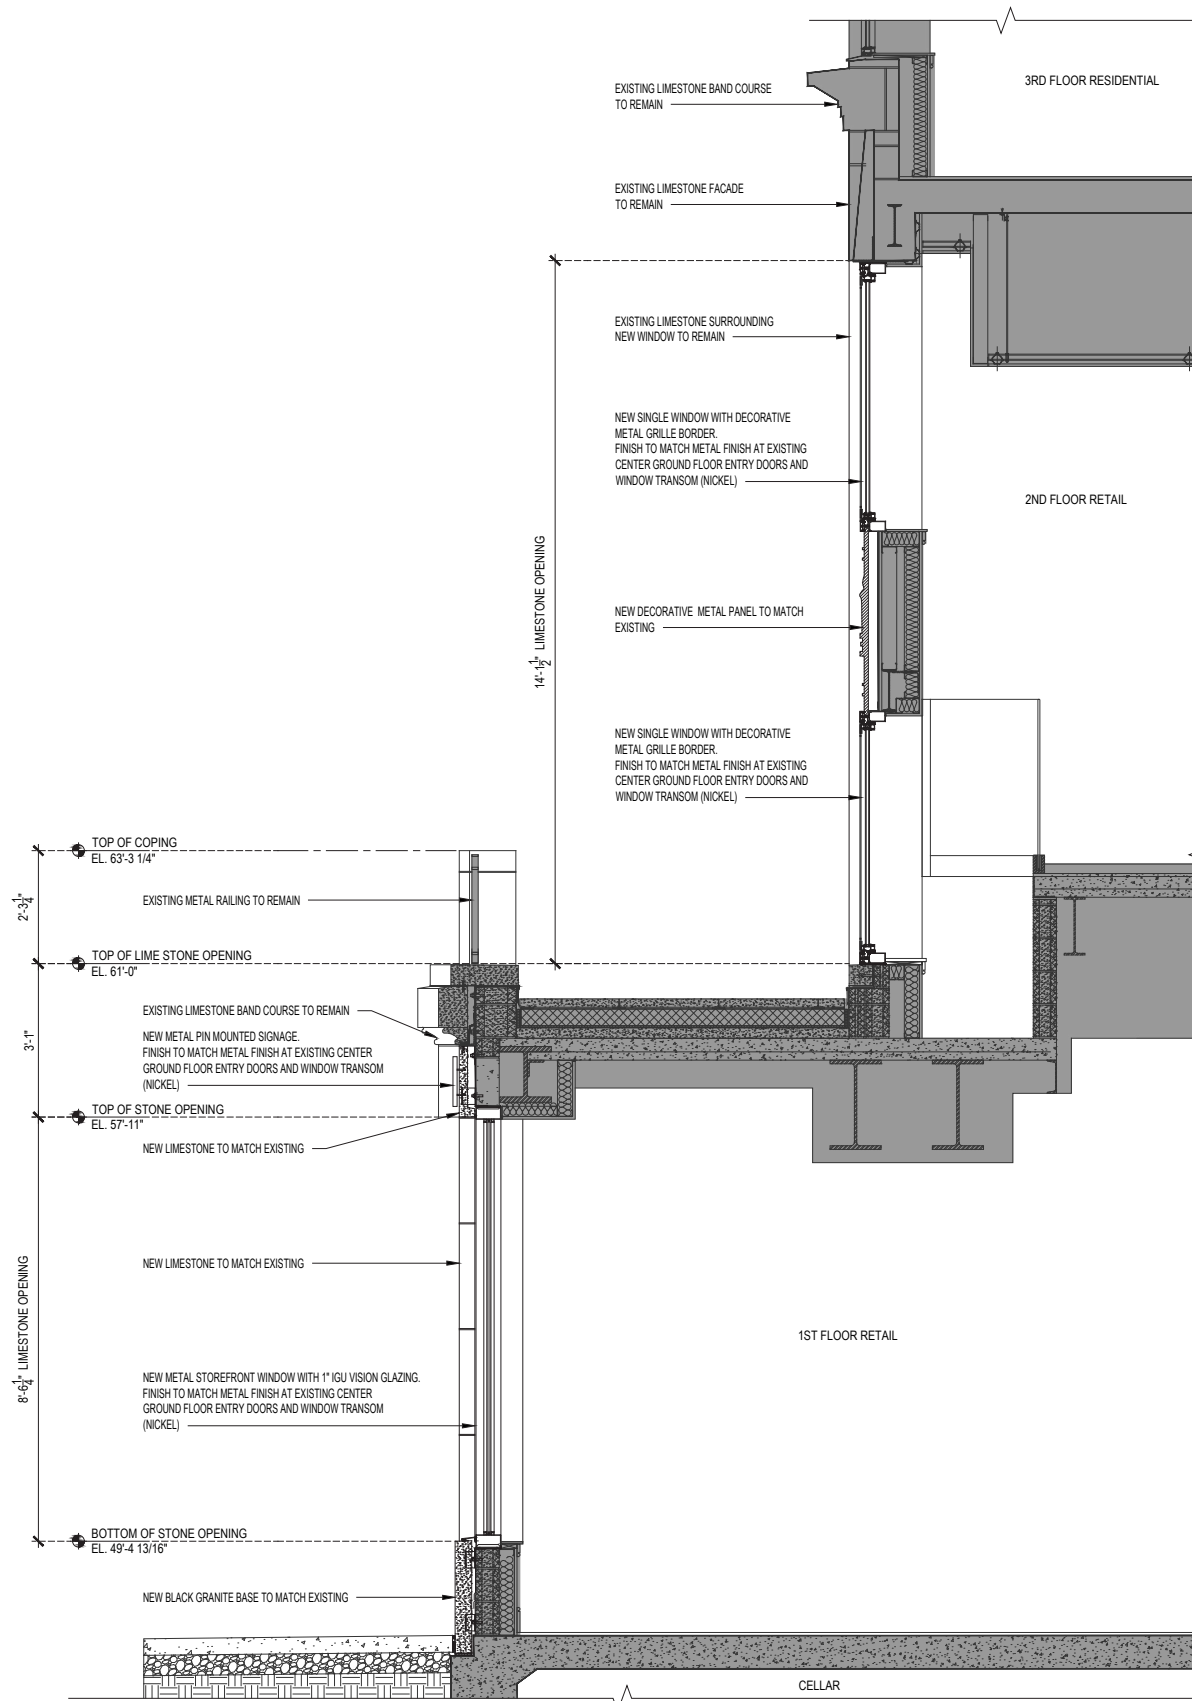 3RD FLOOR RESIDENTIAL
EXISTING LIMESTONE BAND COURSE
TO REMAIN
EXISTING LIMESTONE FACADE
TO REMAIN
EXISTING LIMESTONE SURROUNDING
NEW WINDOW TO REMAIN
NEW SINGLE WINDOW WITH DECORATIVE
METAL GRILLE BORDER.
FINISH TO MATCH METAL FINISH AT EXISTING
CENTER GROUND FLOOR ENTRY DOORS AND
WINDOW TRANSOM (NICKEL)
2ND FLOOR RETAIL
14'-1 1/2" LIMESTONE OPENING
NEW DECORATIVE METAL PANEL TO MATCH
EXISTING
NEW SINGLE WINDOW WITH DECORATIVE
METAL GRILLE BORDER.
FINISH TO MATCH METAL FINISH AT EXISTING
CENTER GROUND FLOOR ENTRY DOORS AND
WINDOW TRANSOM (NICKEL)
TOP OF COPING
EL. 63'-3 1/4"
2'-3 1/4"
EXISTING METAL RAILING TO REMAIN
TOP OF LIME STONE OPENING
EL. 61'-0"
EXISTING LIMESTONE BAND COURSE TO REMAIN
3'-1"
NEW METAL PIN MOUNTED SIGNAGE.
FINISH TO MATCH METAL FINISH AT EXISTING CENTER
GROUND FLOOR ENTRY DOORS AND WINDOW TRANSOM
(NICKEL)
TOP OF STONE OPENING
EL. 57'-11"
NEW LIMESTONE TO MATCH EXISTING
NEW LIMESTONE TO MATCH EXISTING
8'-6 1/4" LIMESTONE OPENING
1ST FLOOR RETAIL
NEW METAL STOREFRONT WINDOW WITH 1" IGU VISION GLAZING.
FINISH TO MATCH METAL FINISH AT EXISTING CENTER
GROUND FLOOR ENTRY DOORS AND WINDOW TRANSOM
(NICKEL)
BOTTOM OF STONE OPENING
EL. 49'-4 13/16"
NEW BLACK GRANITE BASE TO MATCH EXISTING
CELLAR